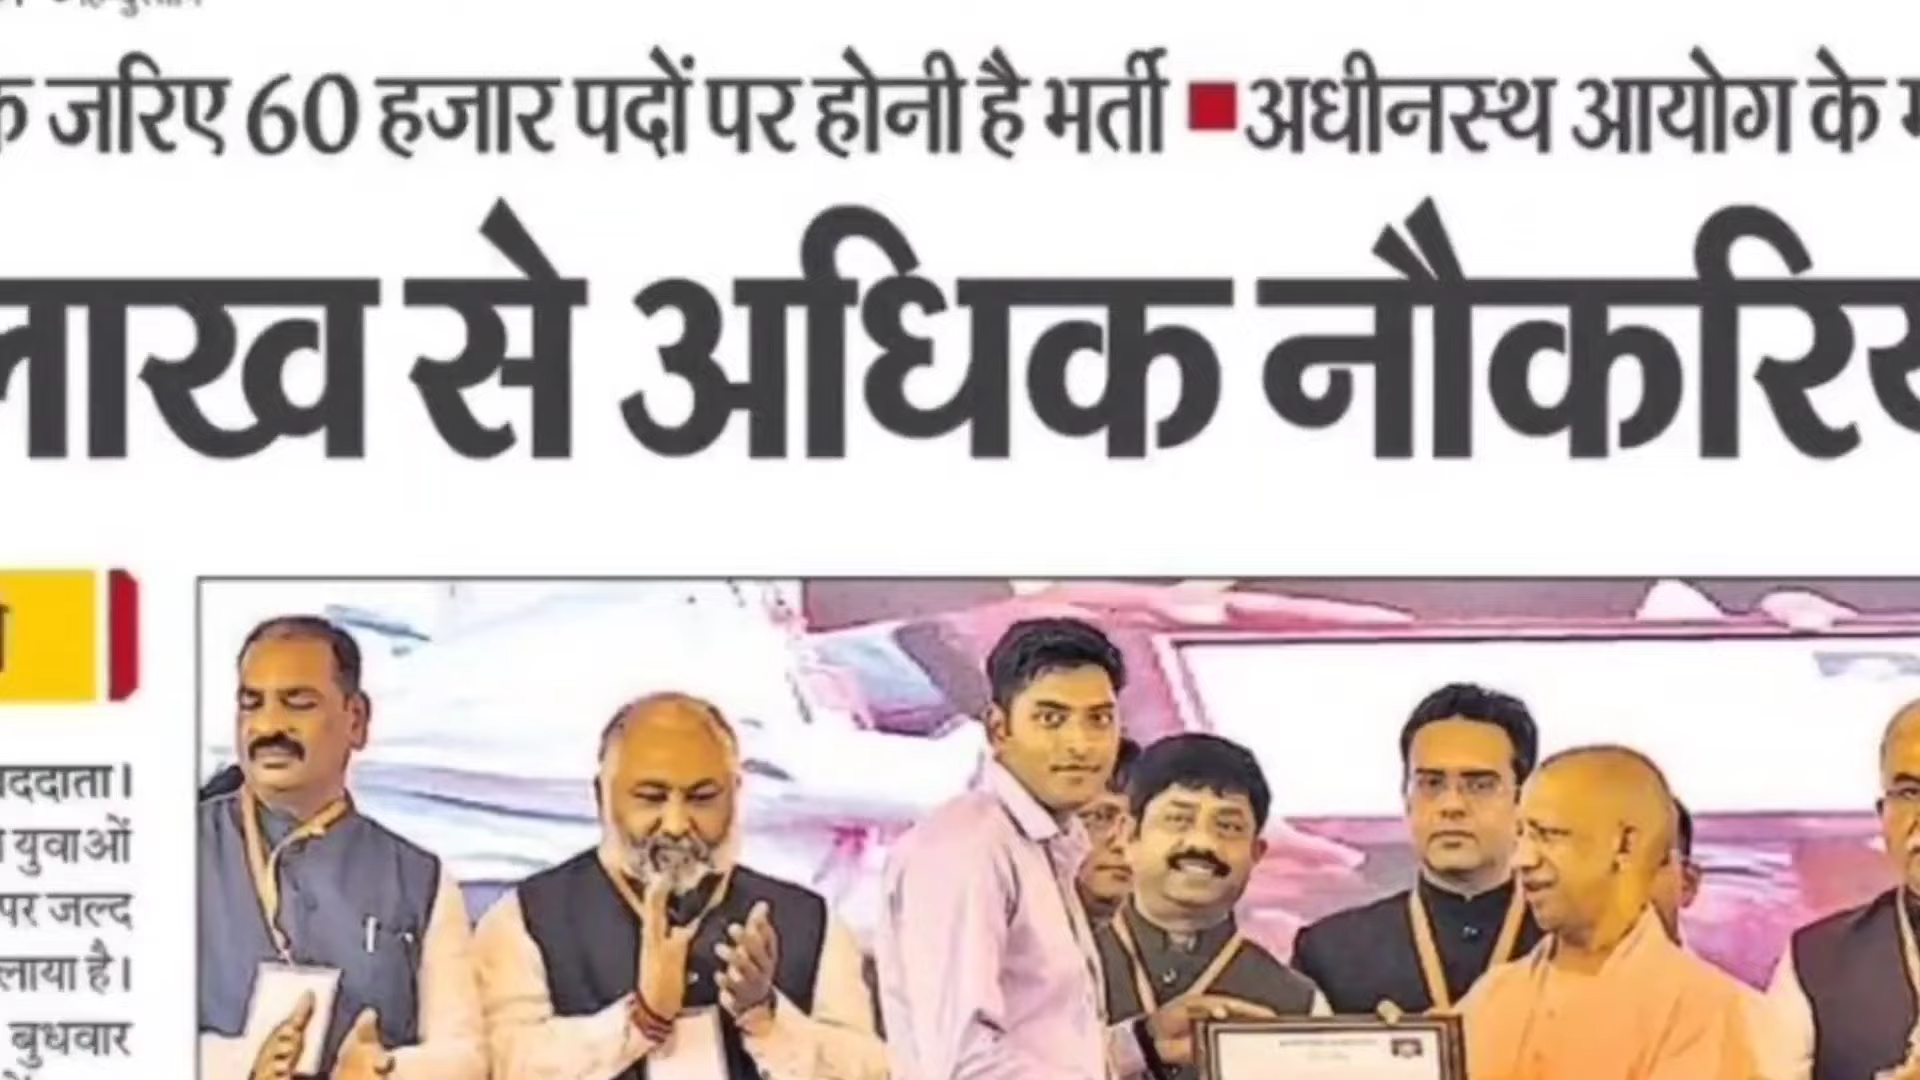 जरिए 60 हजार पदों पर होनी है भर्ती ■अधीनस्थ आयोग के
लाख से अधिक नौकरिय
ाददाता।
युवाओं
पर जल्द
लाया है।
बुधवार